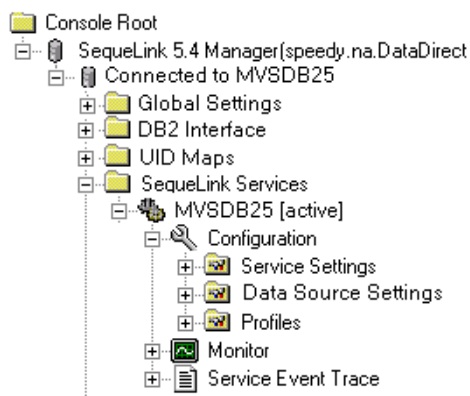 Console Root
SequeLink 5.4 Manager(speedy.na.DataDirect
Connected to MVSDB25
Global Settings
DB2 Interface
UID Maps
SequeLink Services
MVSDB25 [active]
Configuration
Service Settings
Data Source Settings
Profiles
Monitor
Service Event Trace